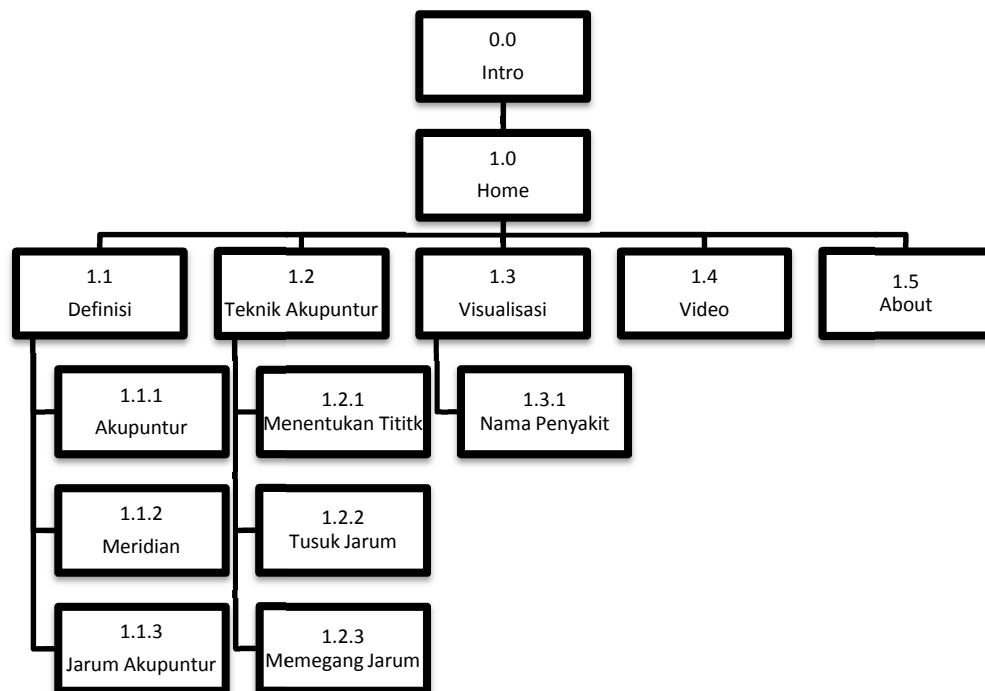 0.0
Intro
1.0
Home
1.1
Definisi
1.2
Teknik Akupuntur
1.3
Visualisasi
1.4
Video
1.5
About
1.1.1
Akupuntur
1.2.1
Menentukan Tititk
1.3.1
Nama Penyakit
1.1.2
Meridian
1.2.2
Tusuk Jarum
1.1.3
Jarum Akupuntur
1.2.3
Memegang Jarum